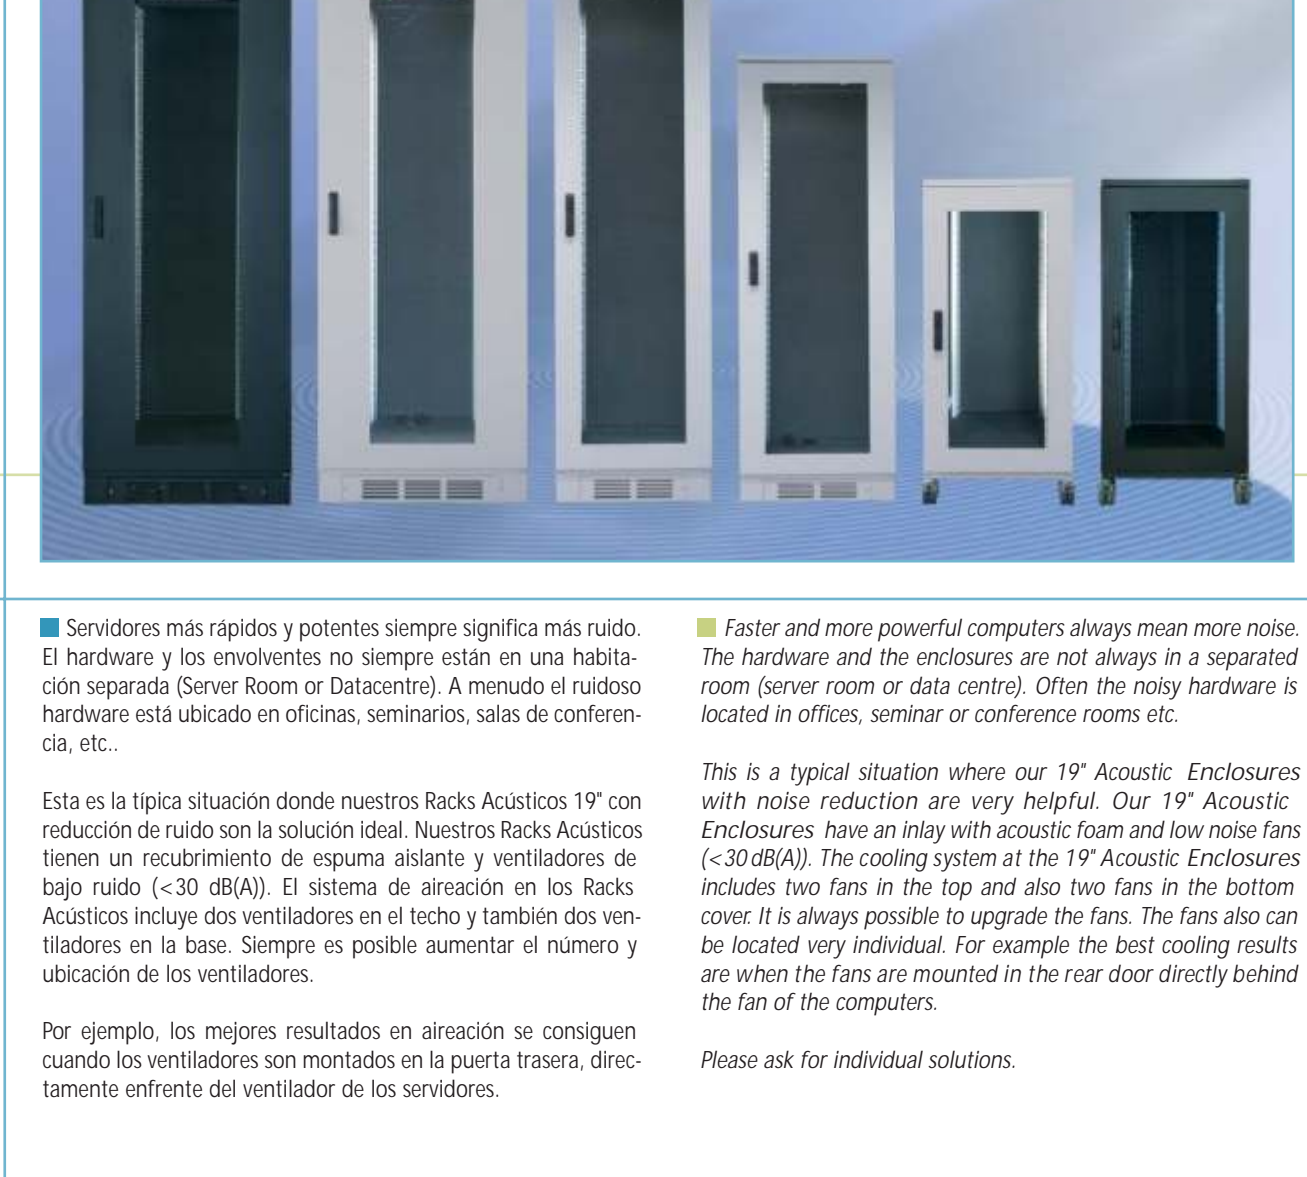 Servidores más rápidos y potentes siempre significa más ruido.
El hardware y los envolventes no siempre están en una habita-
ción separada (Server Room or Datacentre). A menudo el ruidoso
hardware está ubicado en oficinas, seminarios, salas de conferen-
cia, etc..
Esta es la típica situación donde nuestros Racks Acústicos 19" con
reducción de ruido son la solución ideal. Nuestros Racks Acústicos
tienen un recubrimiento de espuma aislante y ventiladores de
bajo ruido (<30 dB(A)). El sistema de aireación en los Racks
Acústicos incluye dos ventiladores en el techo y también dos ven-
tiladores en la base. Siempre es posible aumentar el número y
ubicación de los ventiladores.
Por ejemplo, los mejores resultados en aireación se consiguen
cuando los ventiladores son montados en la puerta trasera, direc-
tamente enfrente del ventilador de los servidores.
Faster and more powerful computers always mean more noise.
The hardware and the enclosures are not always in a separated
room (server room or data centre). Often the noisy hardware is
located in offices, seminar or conference rooms etc.
This is a typical situation where our 19" Acoustic Enclosures
with noise reduction are very helpful. Our 19" Acoustic
Enclosures have an inlay with acoustic foam and low noise fans
(<30 dB(A)). The cooling system at the 19" Acoustic Enclosures
includes two fans in the top and also two fans in the bottom
cover. It is always possible to upgrade the fans. The fans also can
be located very individual. For example the best cooling results
are when the fans are mounted in the rear door directly behind
the fan of the computers.
Please ask for individual solutions.